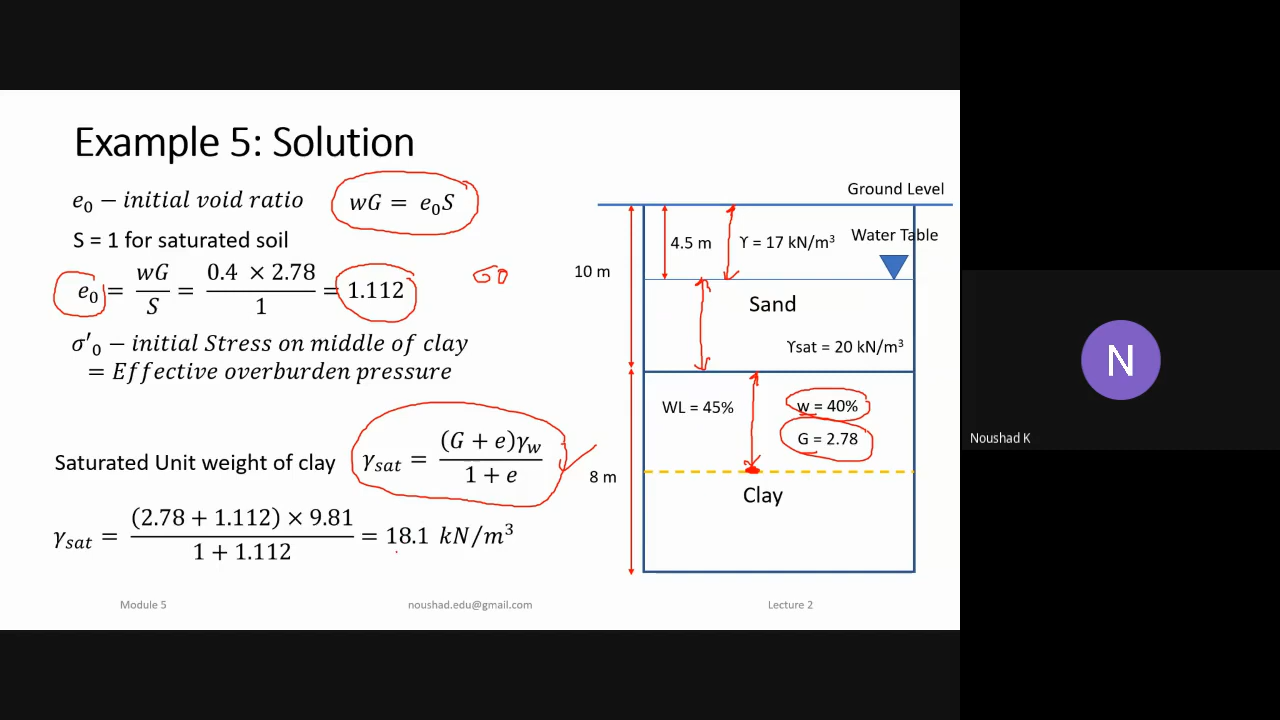 Example 5: Solution
e₀ − initial void ratio
wG = e₀S
S = 1 for saturated soil
e₀ = wG/S = 0.4 × 2.78/1 = 1.112
σ0
σ′₀ − initial Stress on middle of clay
= Effective overburden pressure
Saturated Unit weight of clay
γsat = (G + e)γw/1 + e
γsat = (2.78 + 1.112) × 9.81/1 + 1.112 = 18.1 kN/m³
Ground Level
4.5 m
ϒ = 17 kN/m³
Water Table
10 m
Sand
ϒsat = 20 kN/m³
WL = 45%
w = 40%
G = 2.78
8 m
Clay
Module 5
noushad.edu@gmail.com
Lecture 2
N
Noushad K